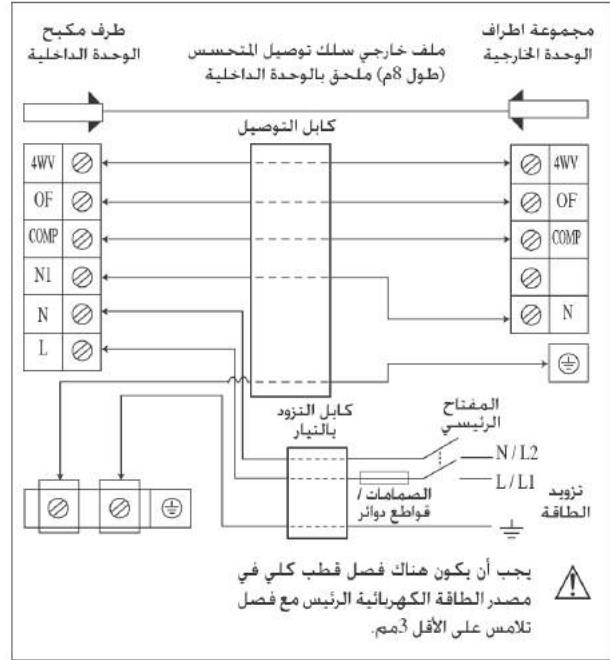 مجموعة اطراف
الوحدة الخارجية
ملف خارجي سلك توصيل المتحسس
(طول 8م) ملحق بالوحدة الداخلية
طرف مكبح
الوحدة الداخلية
كابل التوصيل
4WV
OF
COMP
N1
N
L
4WV
OF
COMP
N
كابل التزود
بالتيار
المفتاح
الرئيسي
N / L2
L / L1
تزويد
الطاقة
الصمامات /
قواطع دوائر
يجب أن يكون هناك فصل قطب كلي في
مصدر الطاقة الكهربائية الرئيس مع فصل
تلامس على الأقل 3مم.